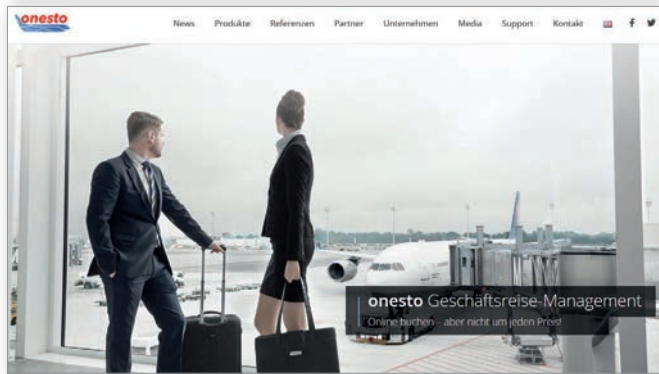 onesto
News Produkte Referenzen Partner Unternehmen Media Support Kontakt
onesto Geschäftsreise-Management
Online buchen – aber nicht um jeden Preis!